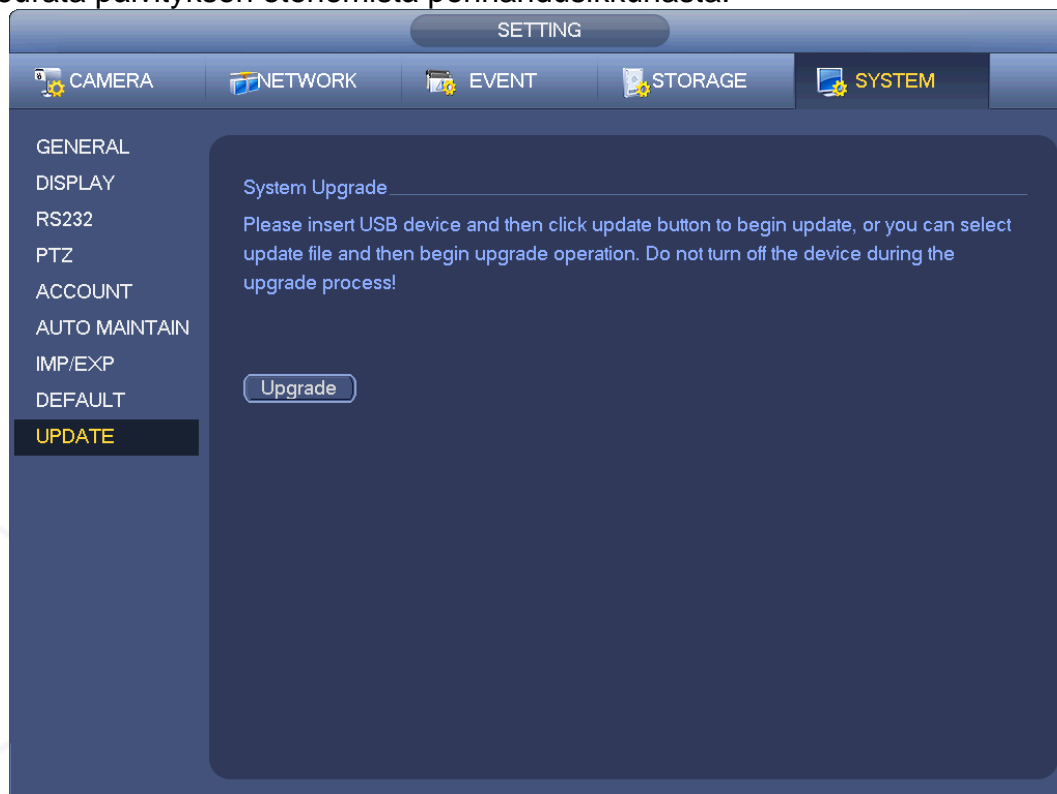 päivityksen etenemistä
SETTING
CAMERA NETWORK EVENT STORAGE SYSTEM
GENERAL
DISPLAY
RS232
PTZ
ACCOUNT
AUTO MAINTAIN
IMP/EXP
DEFAULT
UPDATE
System Upgrade
Please insert USB device and then click update button to begin update, or you can select
update file and then begin upgrade operation. Do not turn off the device during the
upgrade process!
Upgrade